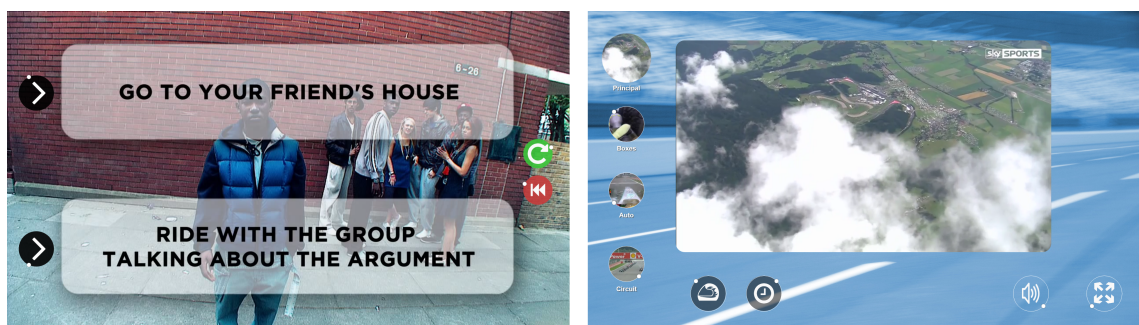 GO TO YOUR FRIEND'S HOUSE
6-26
RIDE WITH THE GROUP
TALKING ABOUT THE ARGUMENT
sky SPORTS
Principal
Boxes
Auto
Circuit